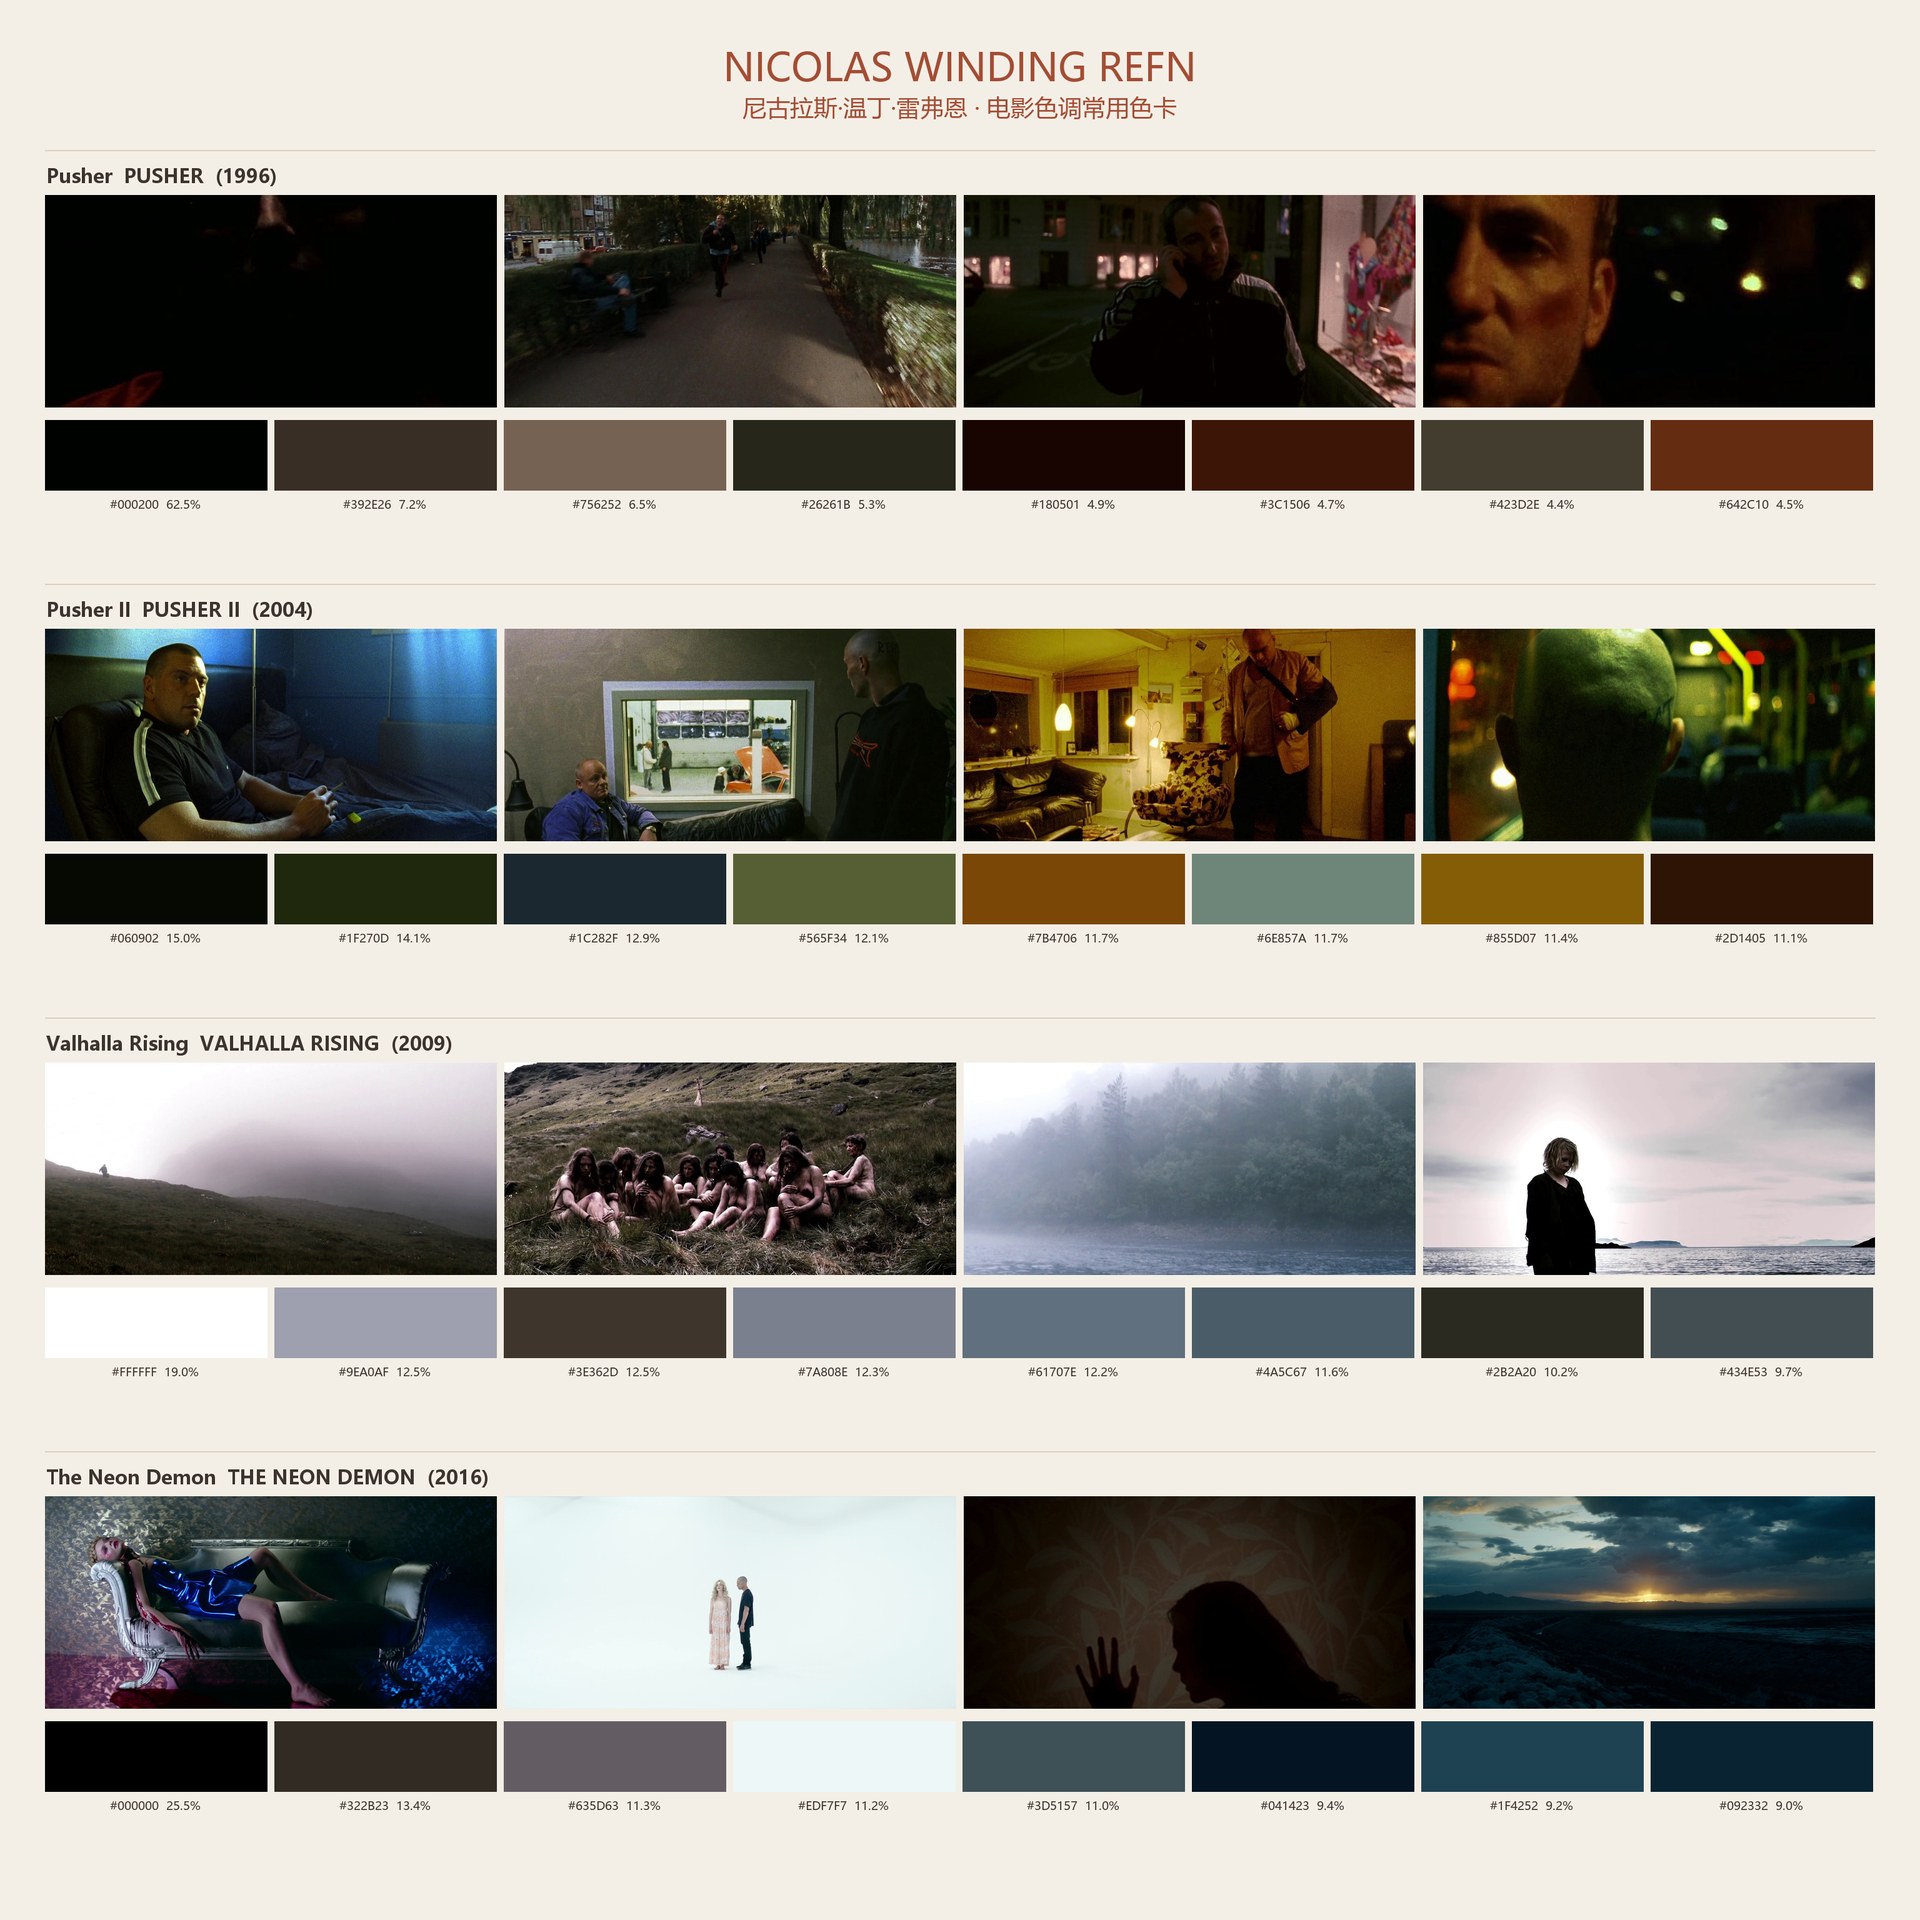 NICOLAS WINDING REFN
尼古拉斯·温丁·雷弗恩 · 电影色调常用色卡
Pusher PUSHER (1996)
#000200 62.5% #392E26 7.2% #756252 6.5% #26261B 5.3% #180501 4.9% #3C1506 4.7% #423D2E 4.4% #642C10 4.5%
Pusher II PUSHER II (2004)
#060902 15.0% #1F270D 14.1% #1C282F 12.9% #565F34 12.1% #7B4706 11.7% #6E857A 11.7% #855D07 11.4% #2D1405 11.1%
Valhalla Rising VALHALLA RISING (2009)
#FFFFFF 19.0% #9EA0AF 12.5% #3E362D 12.5% #7A808E 12.3% #61707E 12.2% #4A5C67 11.6% #2B2A20 10.2% #434E53 9.7%
The Neon Demon THE NEON DEMON (2016)
#000000 25.5% #322B23 13.4% #635D63 11.3% #EDF7F7 11.2% #3D5157 11.0% #041423 9.4% #1F4252 9.2% #092332 9.0%